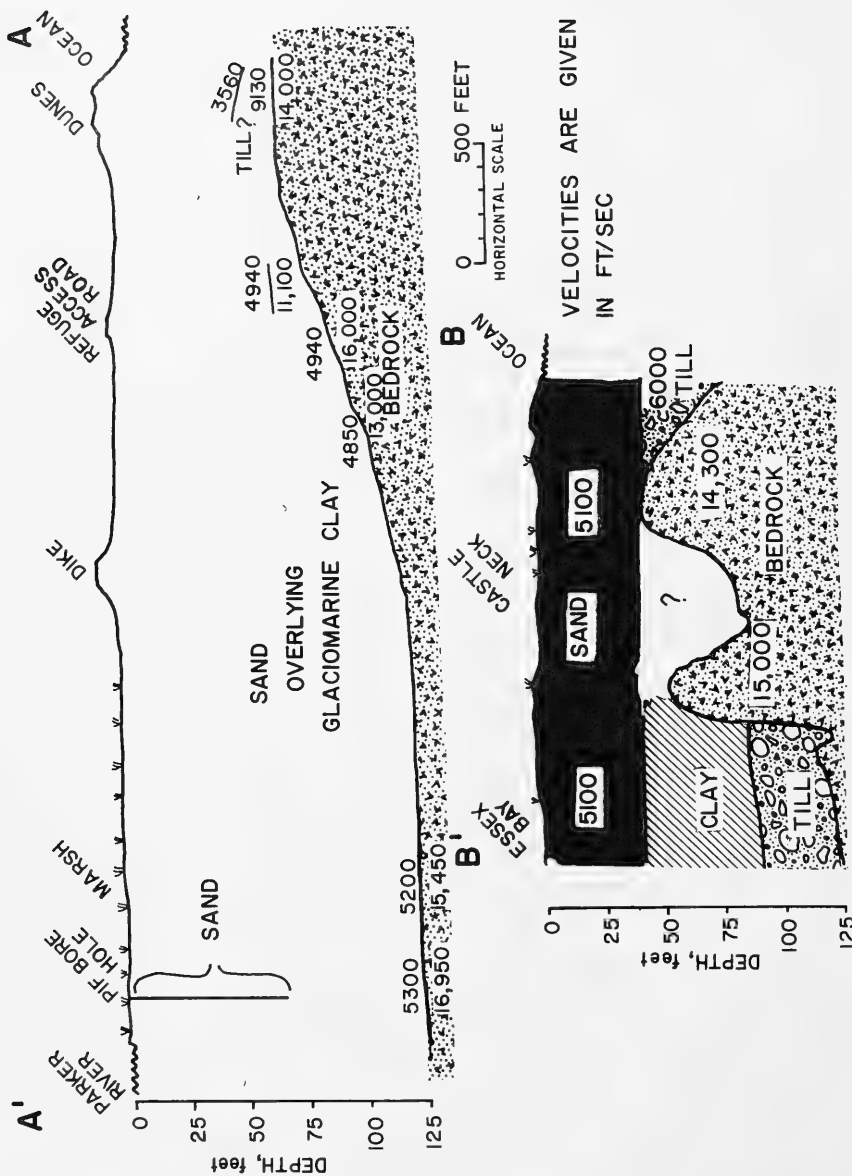 A'
A
PARKER
RIVER
PIF BORE
HOLE
MARSH
DIKE
REFUGE
ACCESS
ROAD
DUNES
OCEAN
0
25
50
75
100
125
DEPTH, feet
SAND
SAND
OVERLYING
GLACIOMARINE CLAY
TILL?
3560
9130
14,000
4940
11,100
4940
16,000
4850
13,000
BEDROCK
5200
15,450
5300
16,950
0
500 FEET
HORIZONTAL SCALE
VELOCITIES ARE GIVEN
IN FT/SEC
B'
B
ESSEX
BAY
CASTLE
NECK
OCEAN
0
25
50
75
100
125
DEPTH, feet
5100
SAND
5100
6000
TILL
14,300
?
CLAY
15,000
BEDROCK
TILL